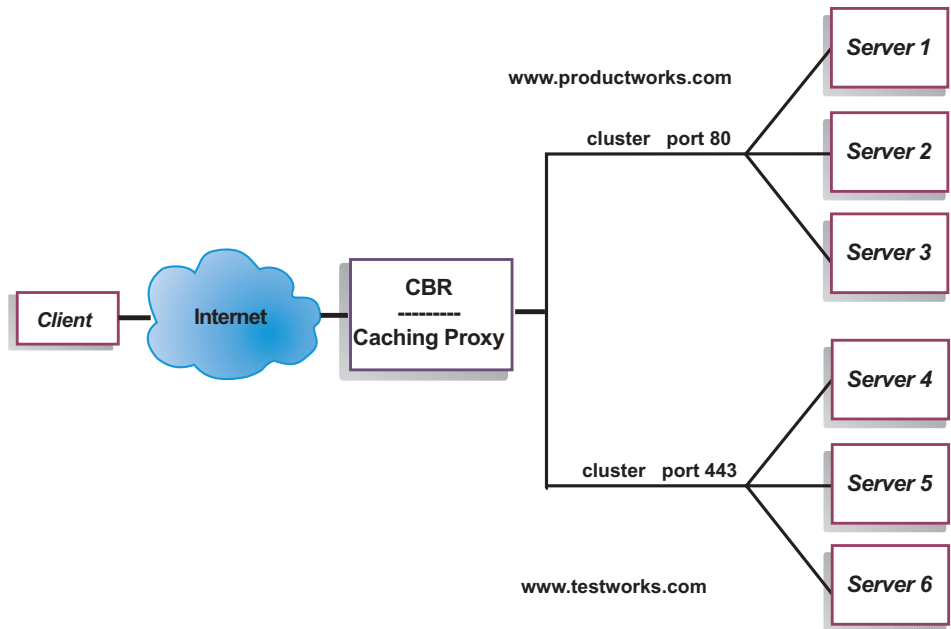 Server 1
www.productworks.com
cluster port 80
Server 2
Server 3
Client
Internet
CBR
---------
Caching Proxy
Server 4
cluster port 443
Server 5
www.testworks.com
Server 6